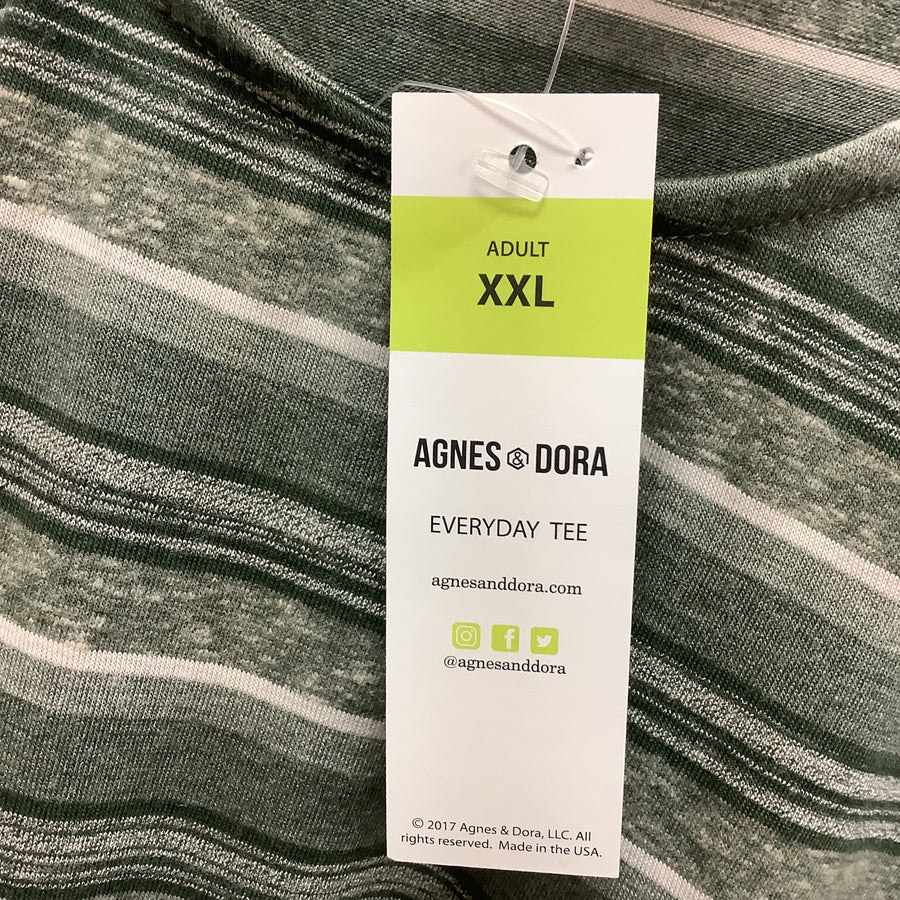 ADULT
XXL
AGNES & DORA
EVERYDAY TEE
agnesanddora.com
@agnesanddora
© 2017 Agnes & Dora, LLC. All
rights reserved. Made in the USA.